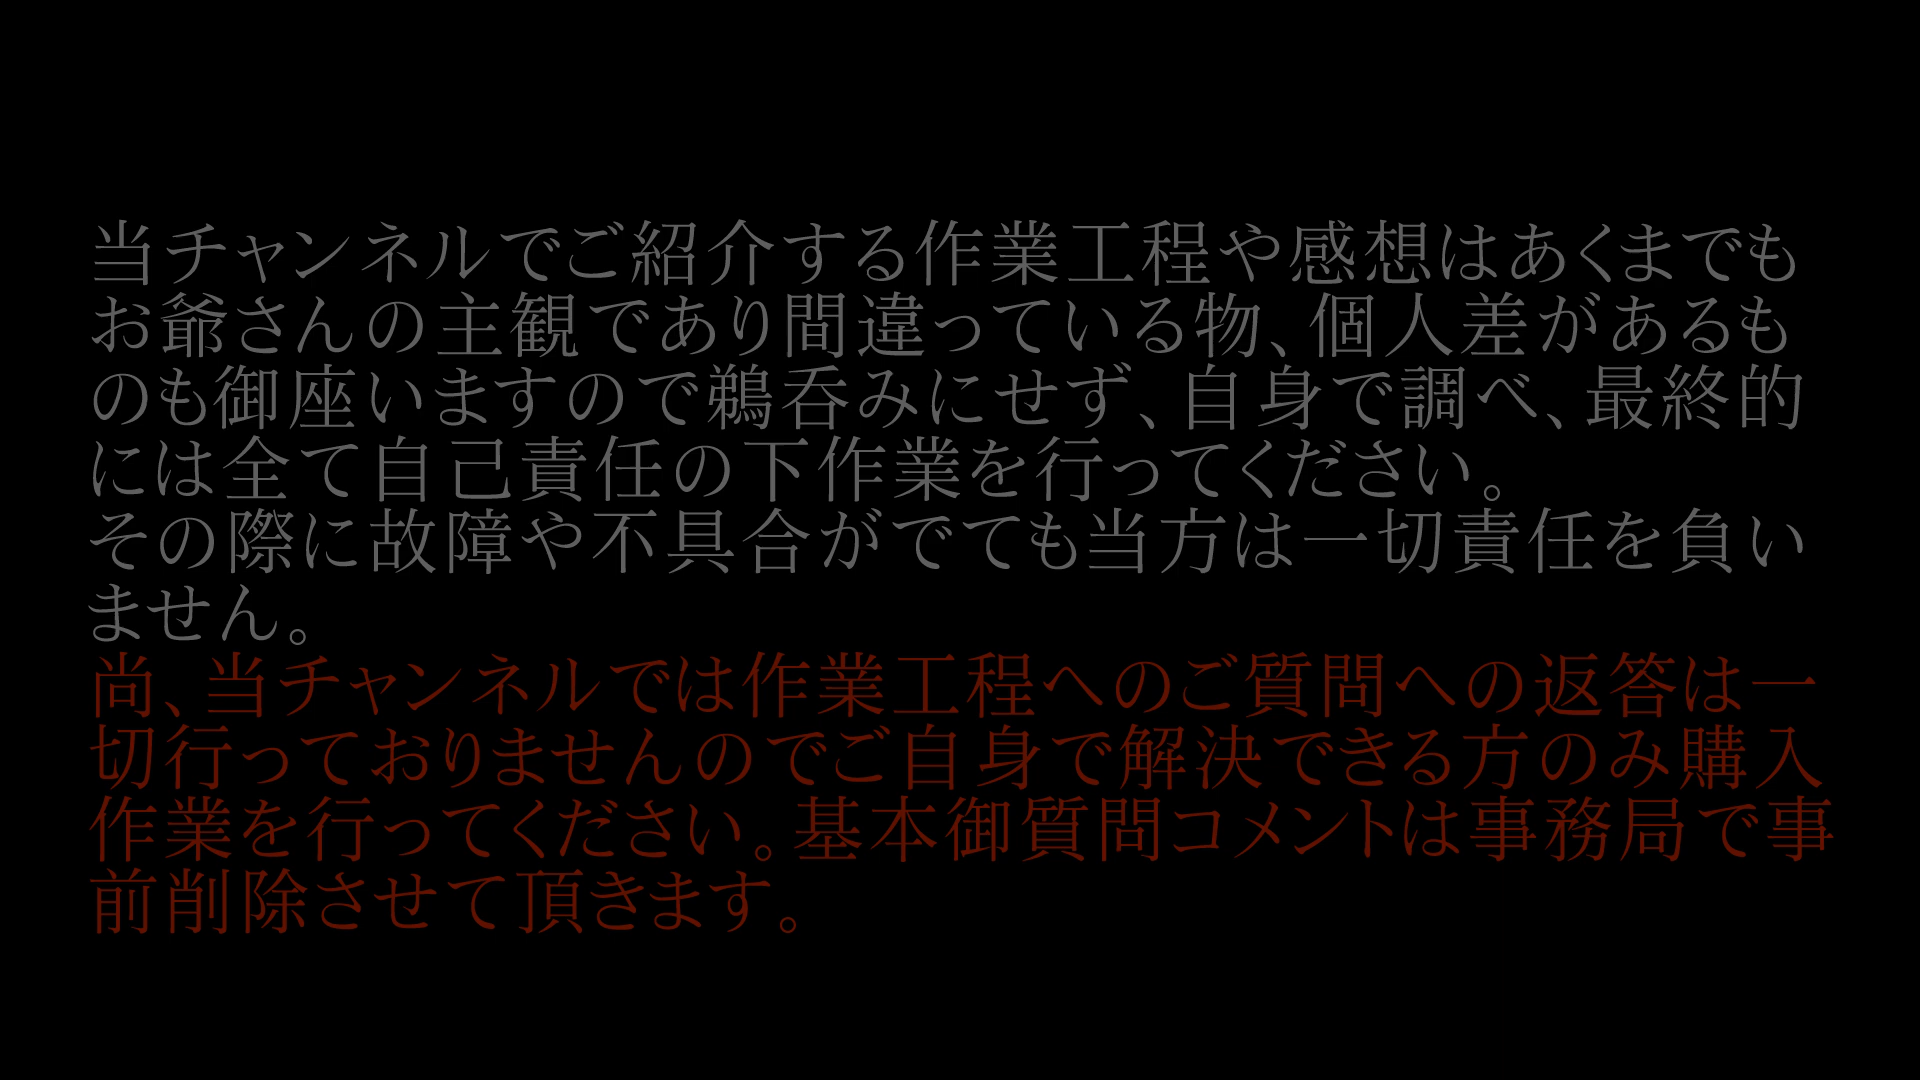 当チャンネルでご紹介する作業工程や感想はあくまでも
お爺さんの主観であり間違っている物、個人差があるも
のも御座いますので鵜呑みにせず、自身で調べ、最終的
には全て自己責任の下作業を行ってください。
その際に故障や不具合がでても当方は一切責任を負い
ません。
尚、当チャンネルでは作業工程へのご質問への返答は一
切行っておりませんのでご自身で解決できる方のみ購入
作業を行ってください。基本御質問コメントは事務局で事
前削除させて頂きます。